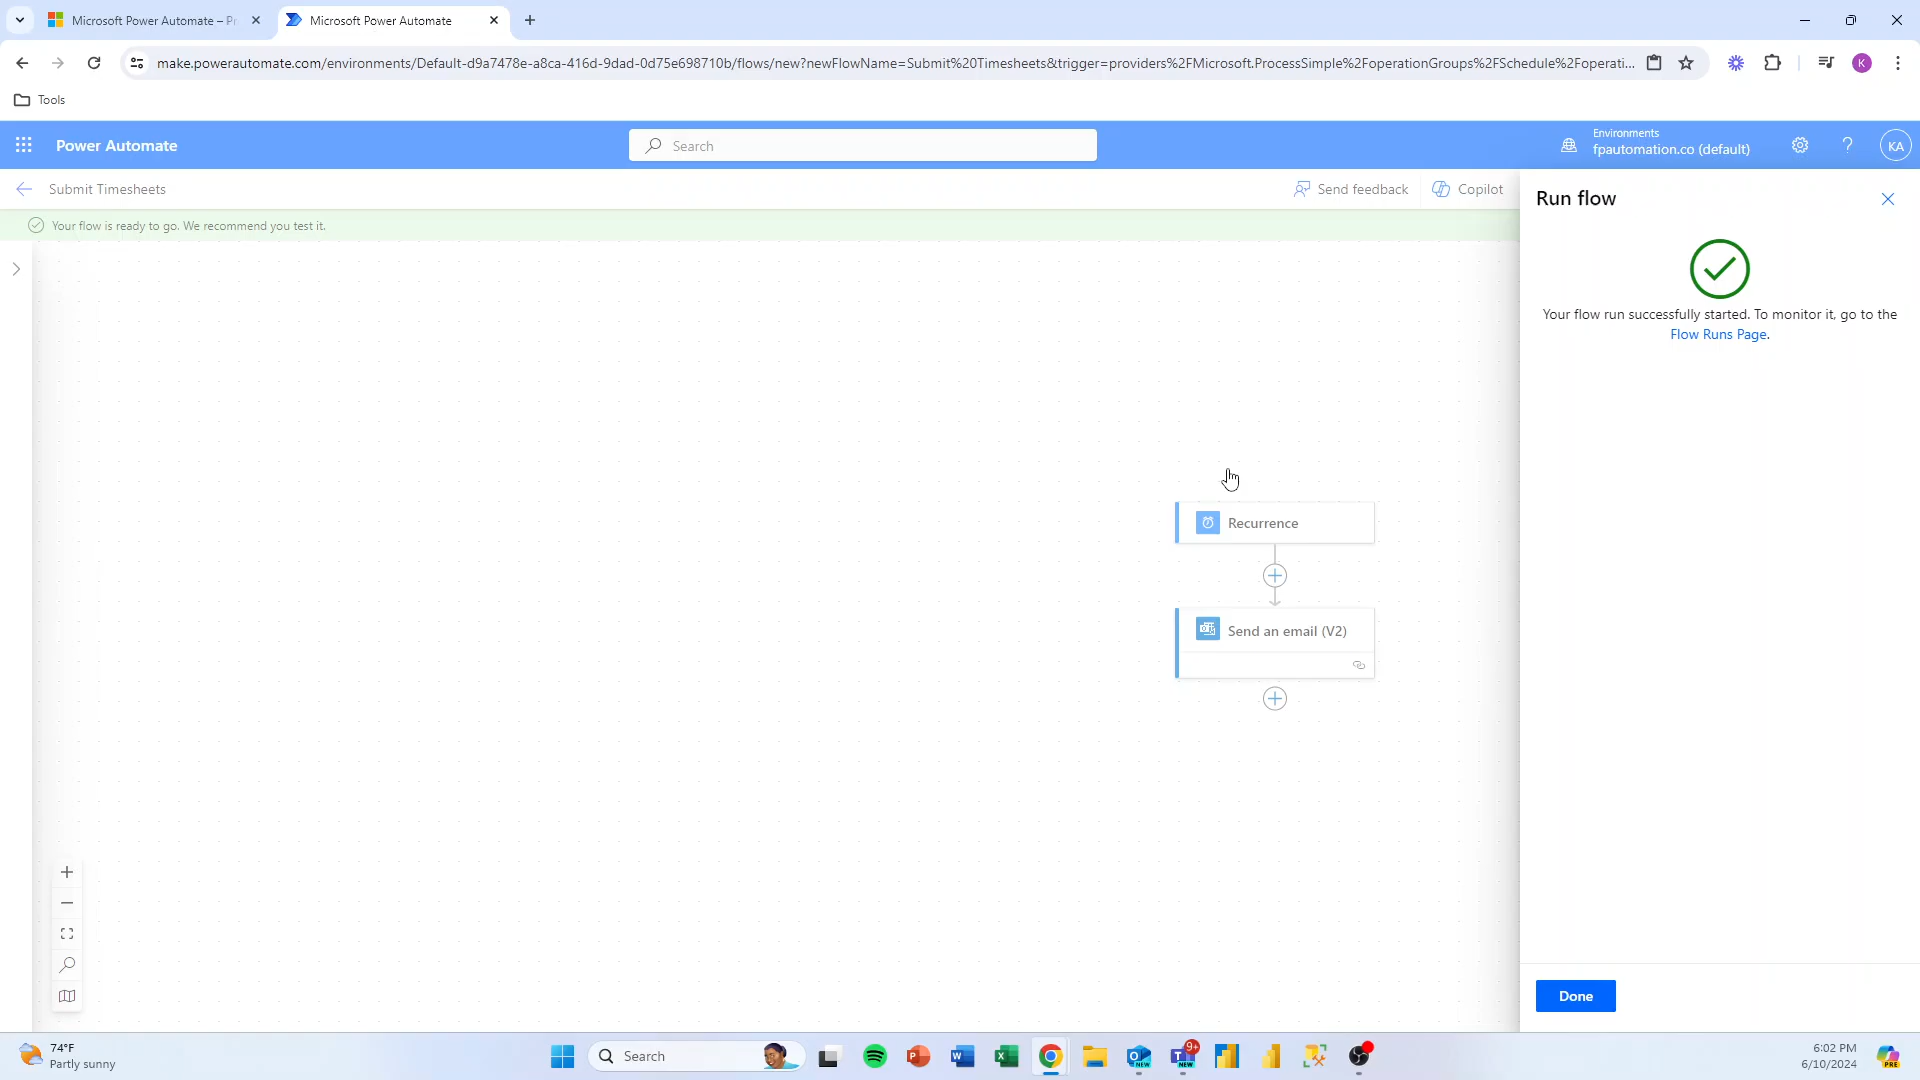 Microsoft Power Automate – Pr
Microsoft Power Automate
make.powerautomate.com/environments/Default-d9a7478e-a8ca-416d-9dad-0d75e698710b/flows/new?newFlowName=Submit%20Timesheets&trigger=providers%2FMicrosoft.ProcessSimple%2FoperationGroups%2FSchedule%2Foperati...
K
Tools
Power Automate
Search
Environments
fpautomation.co (default)
KA
Submit Timesheets
Send feedback
Copilot
Run flow
Your flow is ready to go. We recommend you test it.
Your flow run successfully started. To monitor it, go to the
Flow Runs Page.
Recurrence
Send an email (V2)
Done
74°F
Partly sunny
Search
9+
NEW
NEW
6:02 PM
6/10/2024
PRE